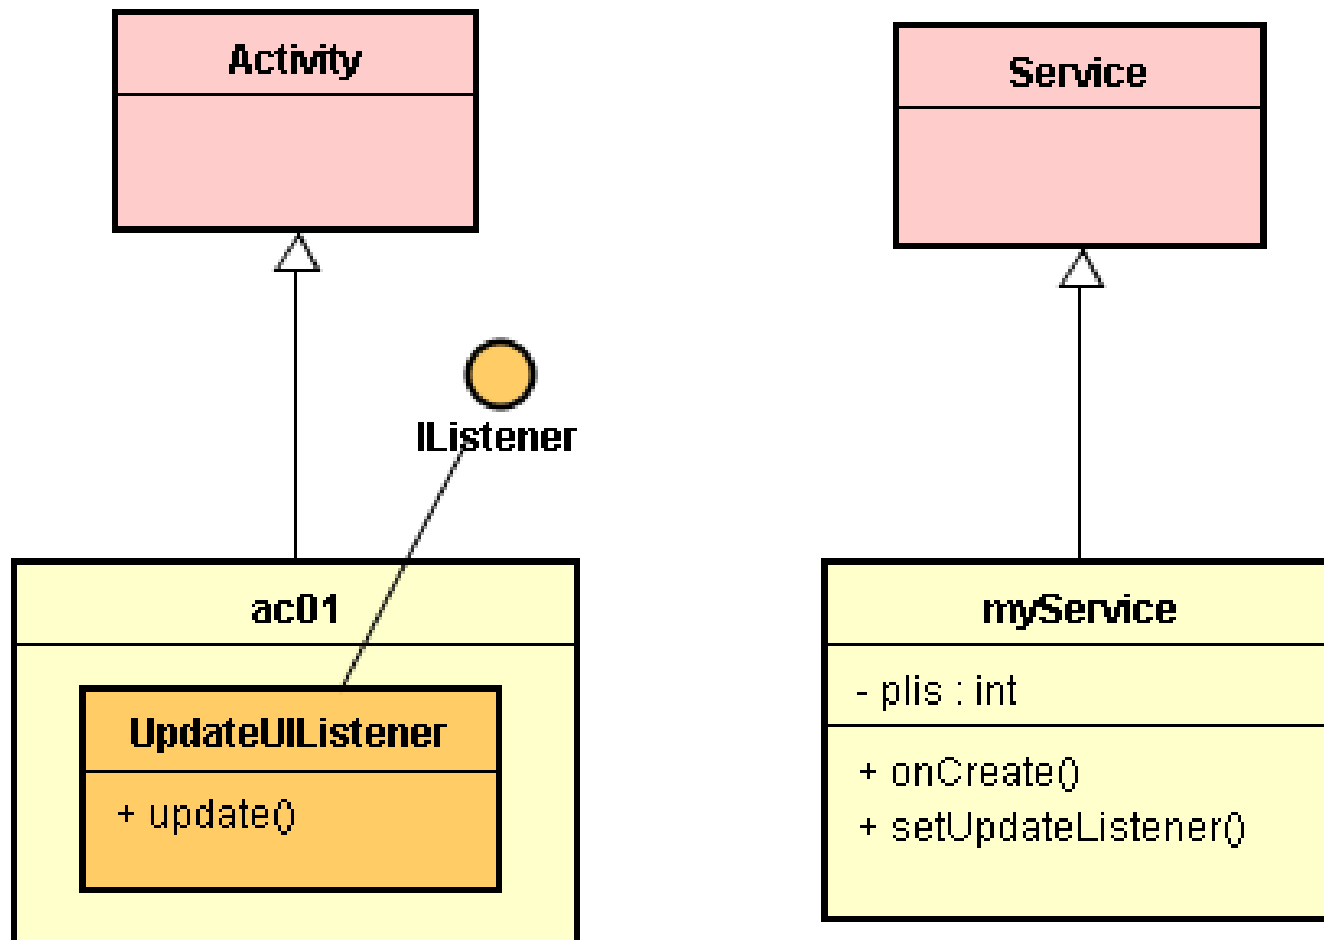 Activity
Service
IListener
ac01
UpdateUIListener
+ update()
myService
- plis : int
+ onCreate()
+ setUpdateListener()